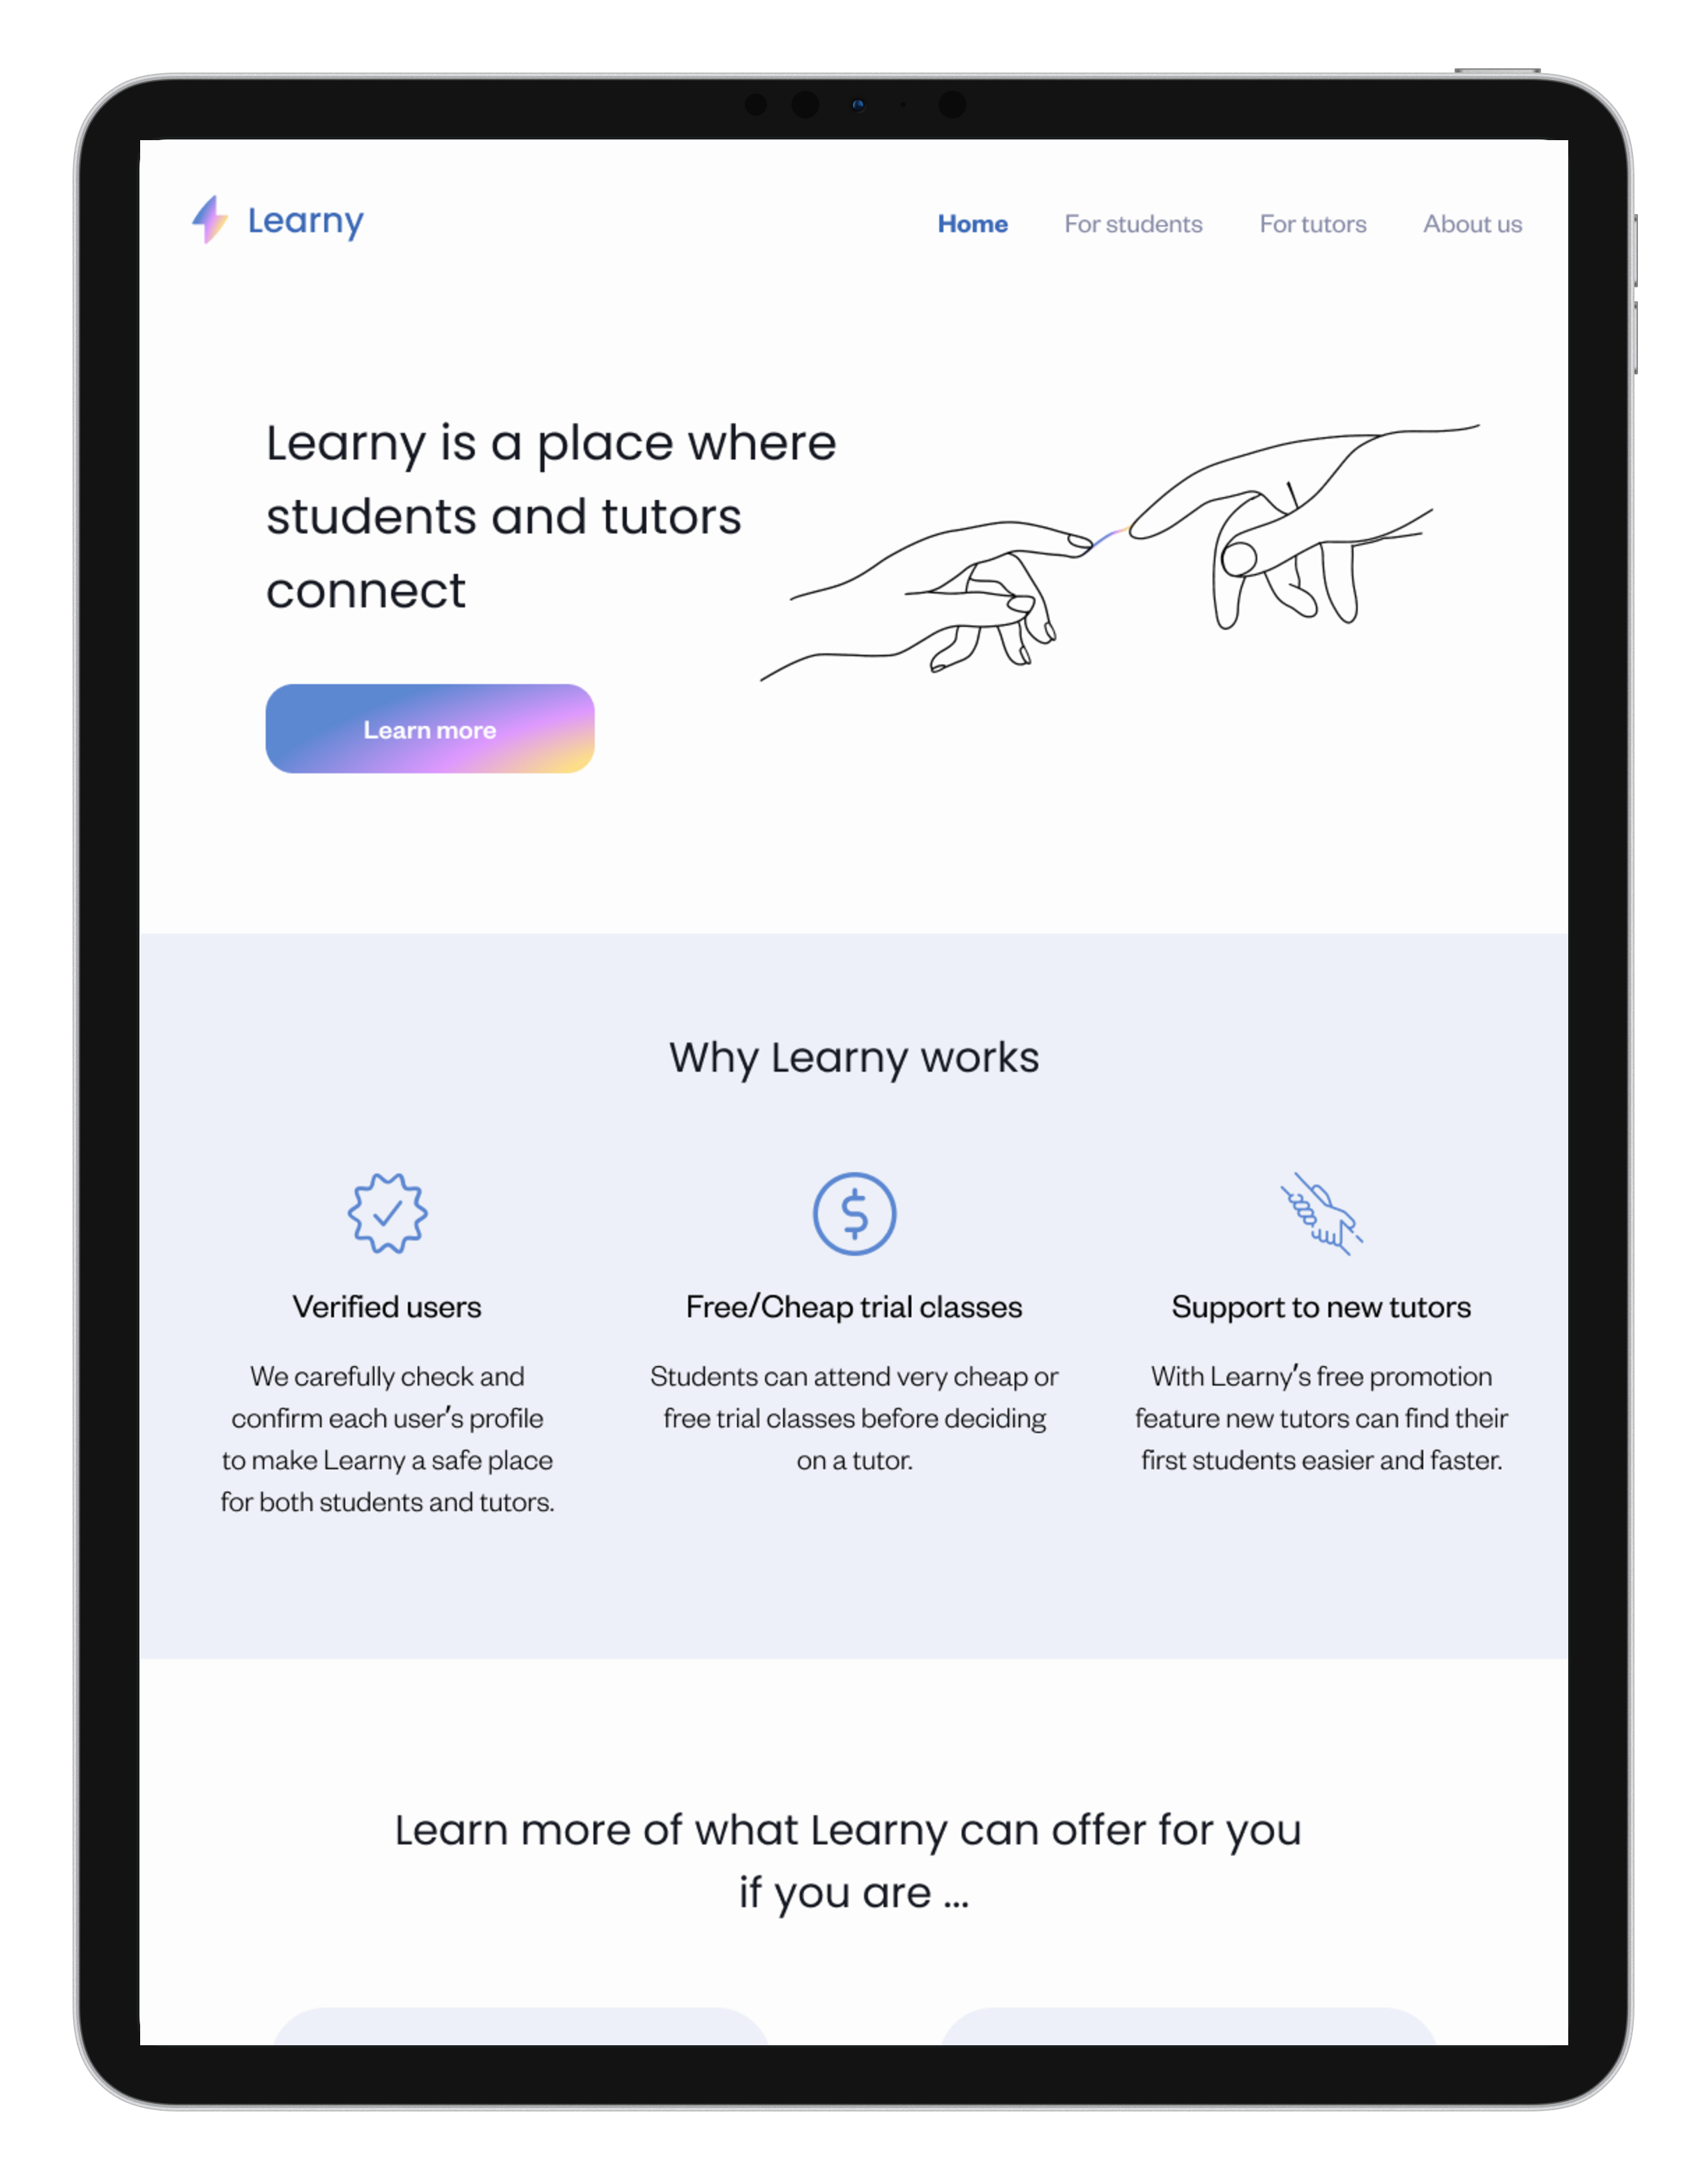 Learny
Home For students For tutors About us
Learny is a place where
students and tutors
connect
Learn more
Why Learny works
Verified users
We carefully check and
confirm each user's profile
to make Learny a safe place
for both students and tutors.
Free/Cheap trial classes
Students can attend very cheap or
free trial classes before deciding
on a tutor.
Support to new tutors
With Learny's free promotion
feature new tutors can find their
first students easier and faster.
Learn more of what Learny can offer for you
if you are ...